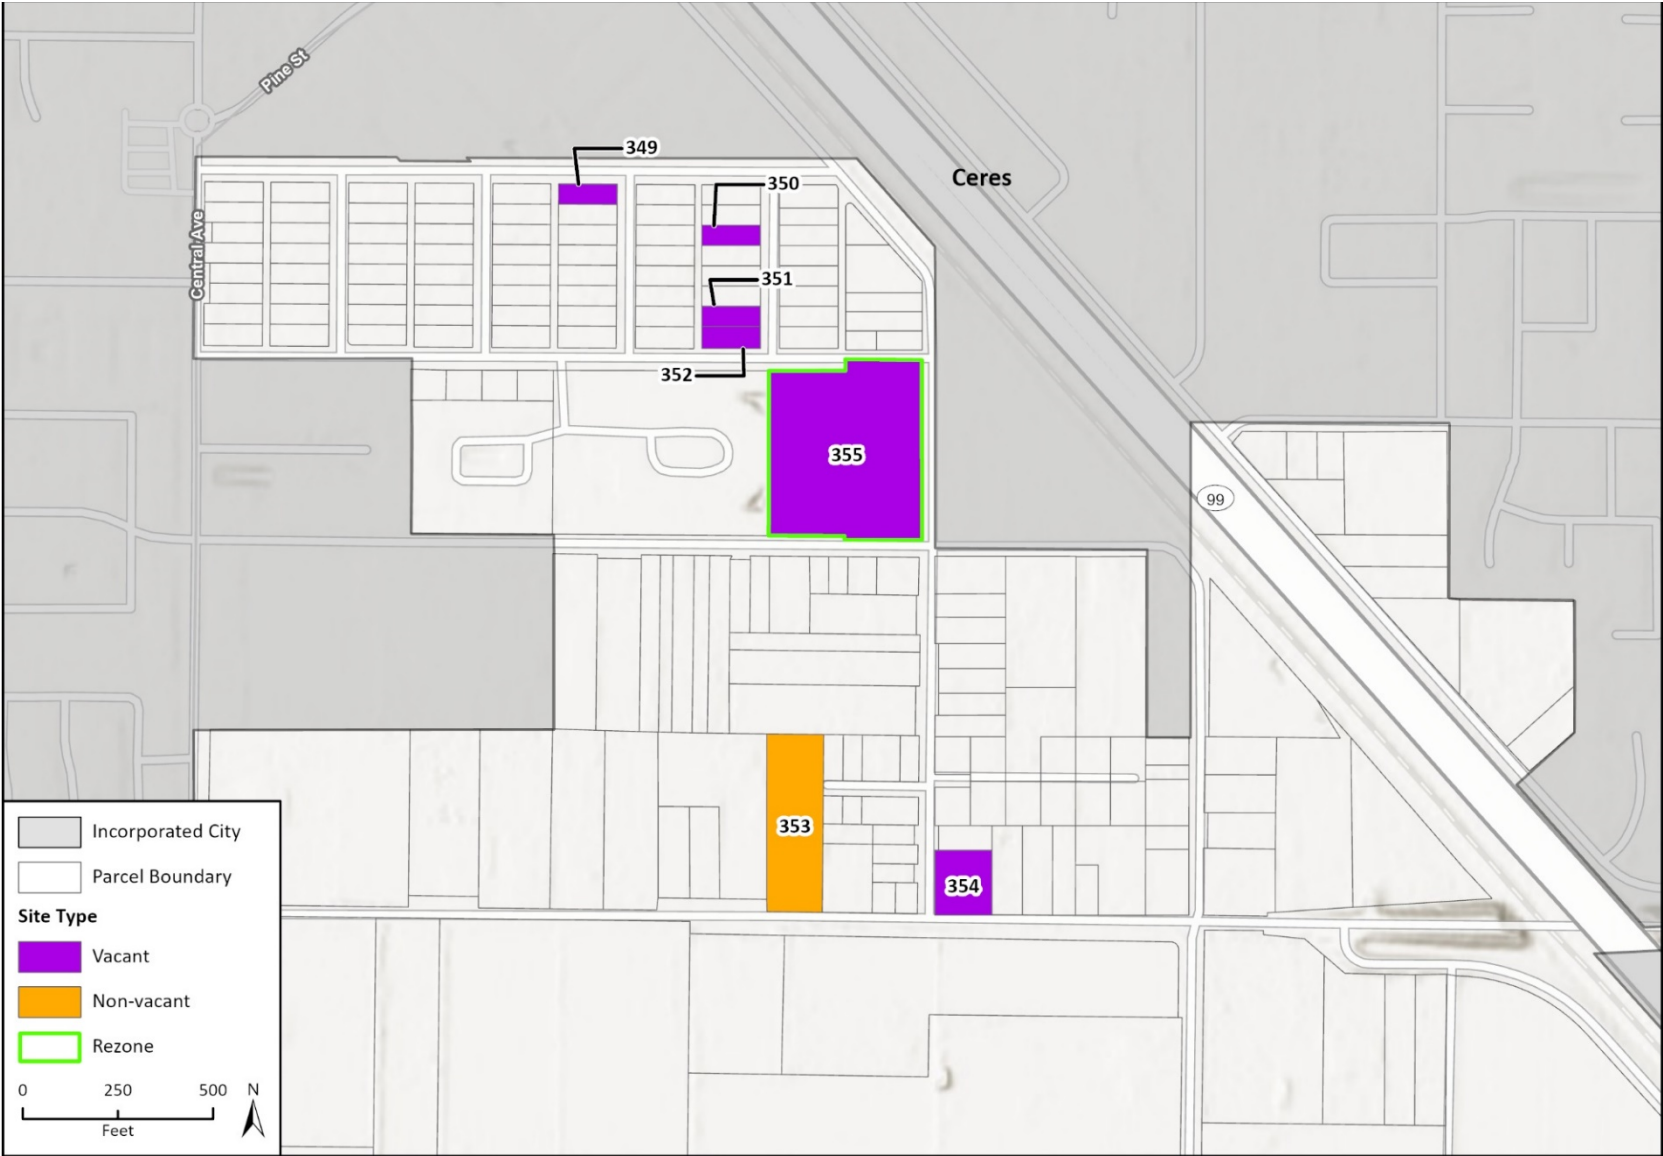 Pine St
349
350
Ceres
Central Ave
351
352
355
99
353
354
Incorporated City
Parcel Boundary
Site Type
Vacant
Non-vacant
Rezone
0 250 500 N
Feet